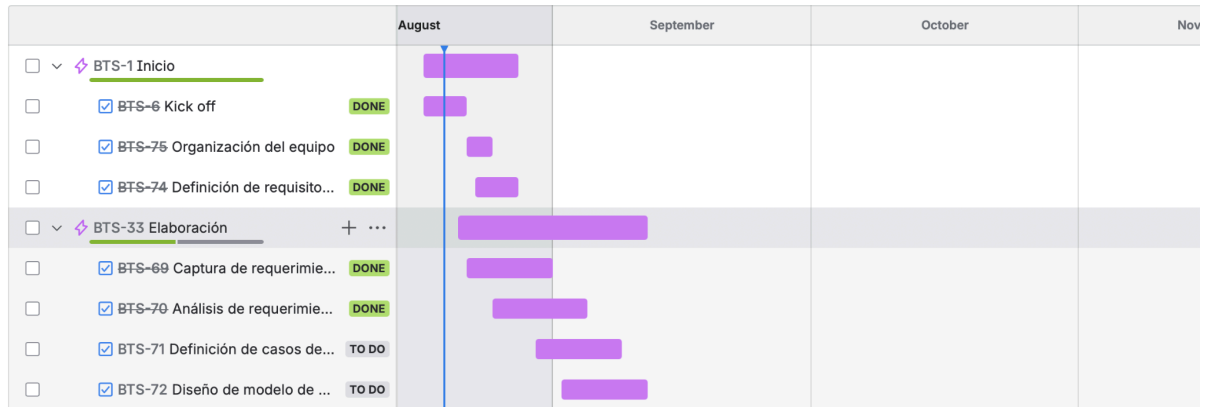 August September October Nov
BTS-1 Inicio
BTS-6 Kick off DONE
BTS-75 Organización del equipo DONE
BTS-74 Definición de requisito... DONE
BTS-33 Elaboración
BTS-69 Captura de requerimie... DONE
BTS-70 Análisis de requerimie... DONE
BTS-71 Definición de casos de... TO DO
BTS-72 Diseño de modelo de ... TO DO